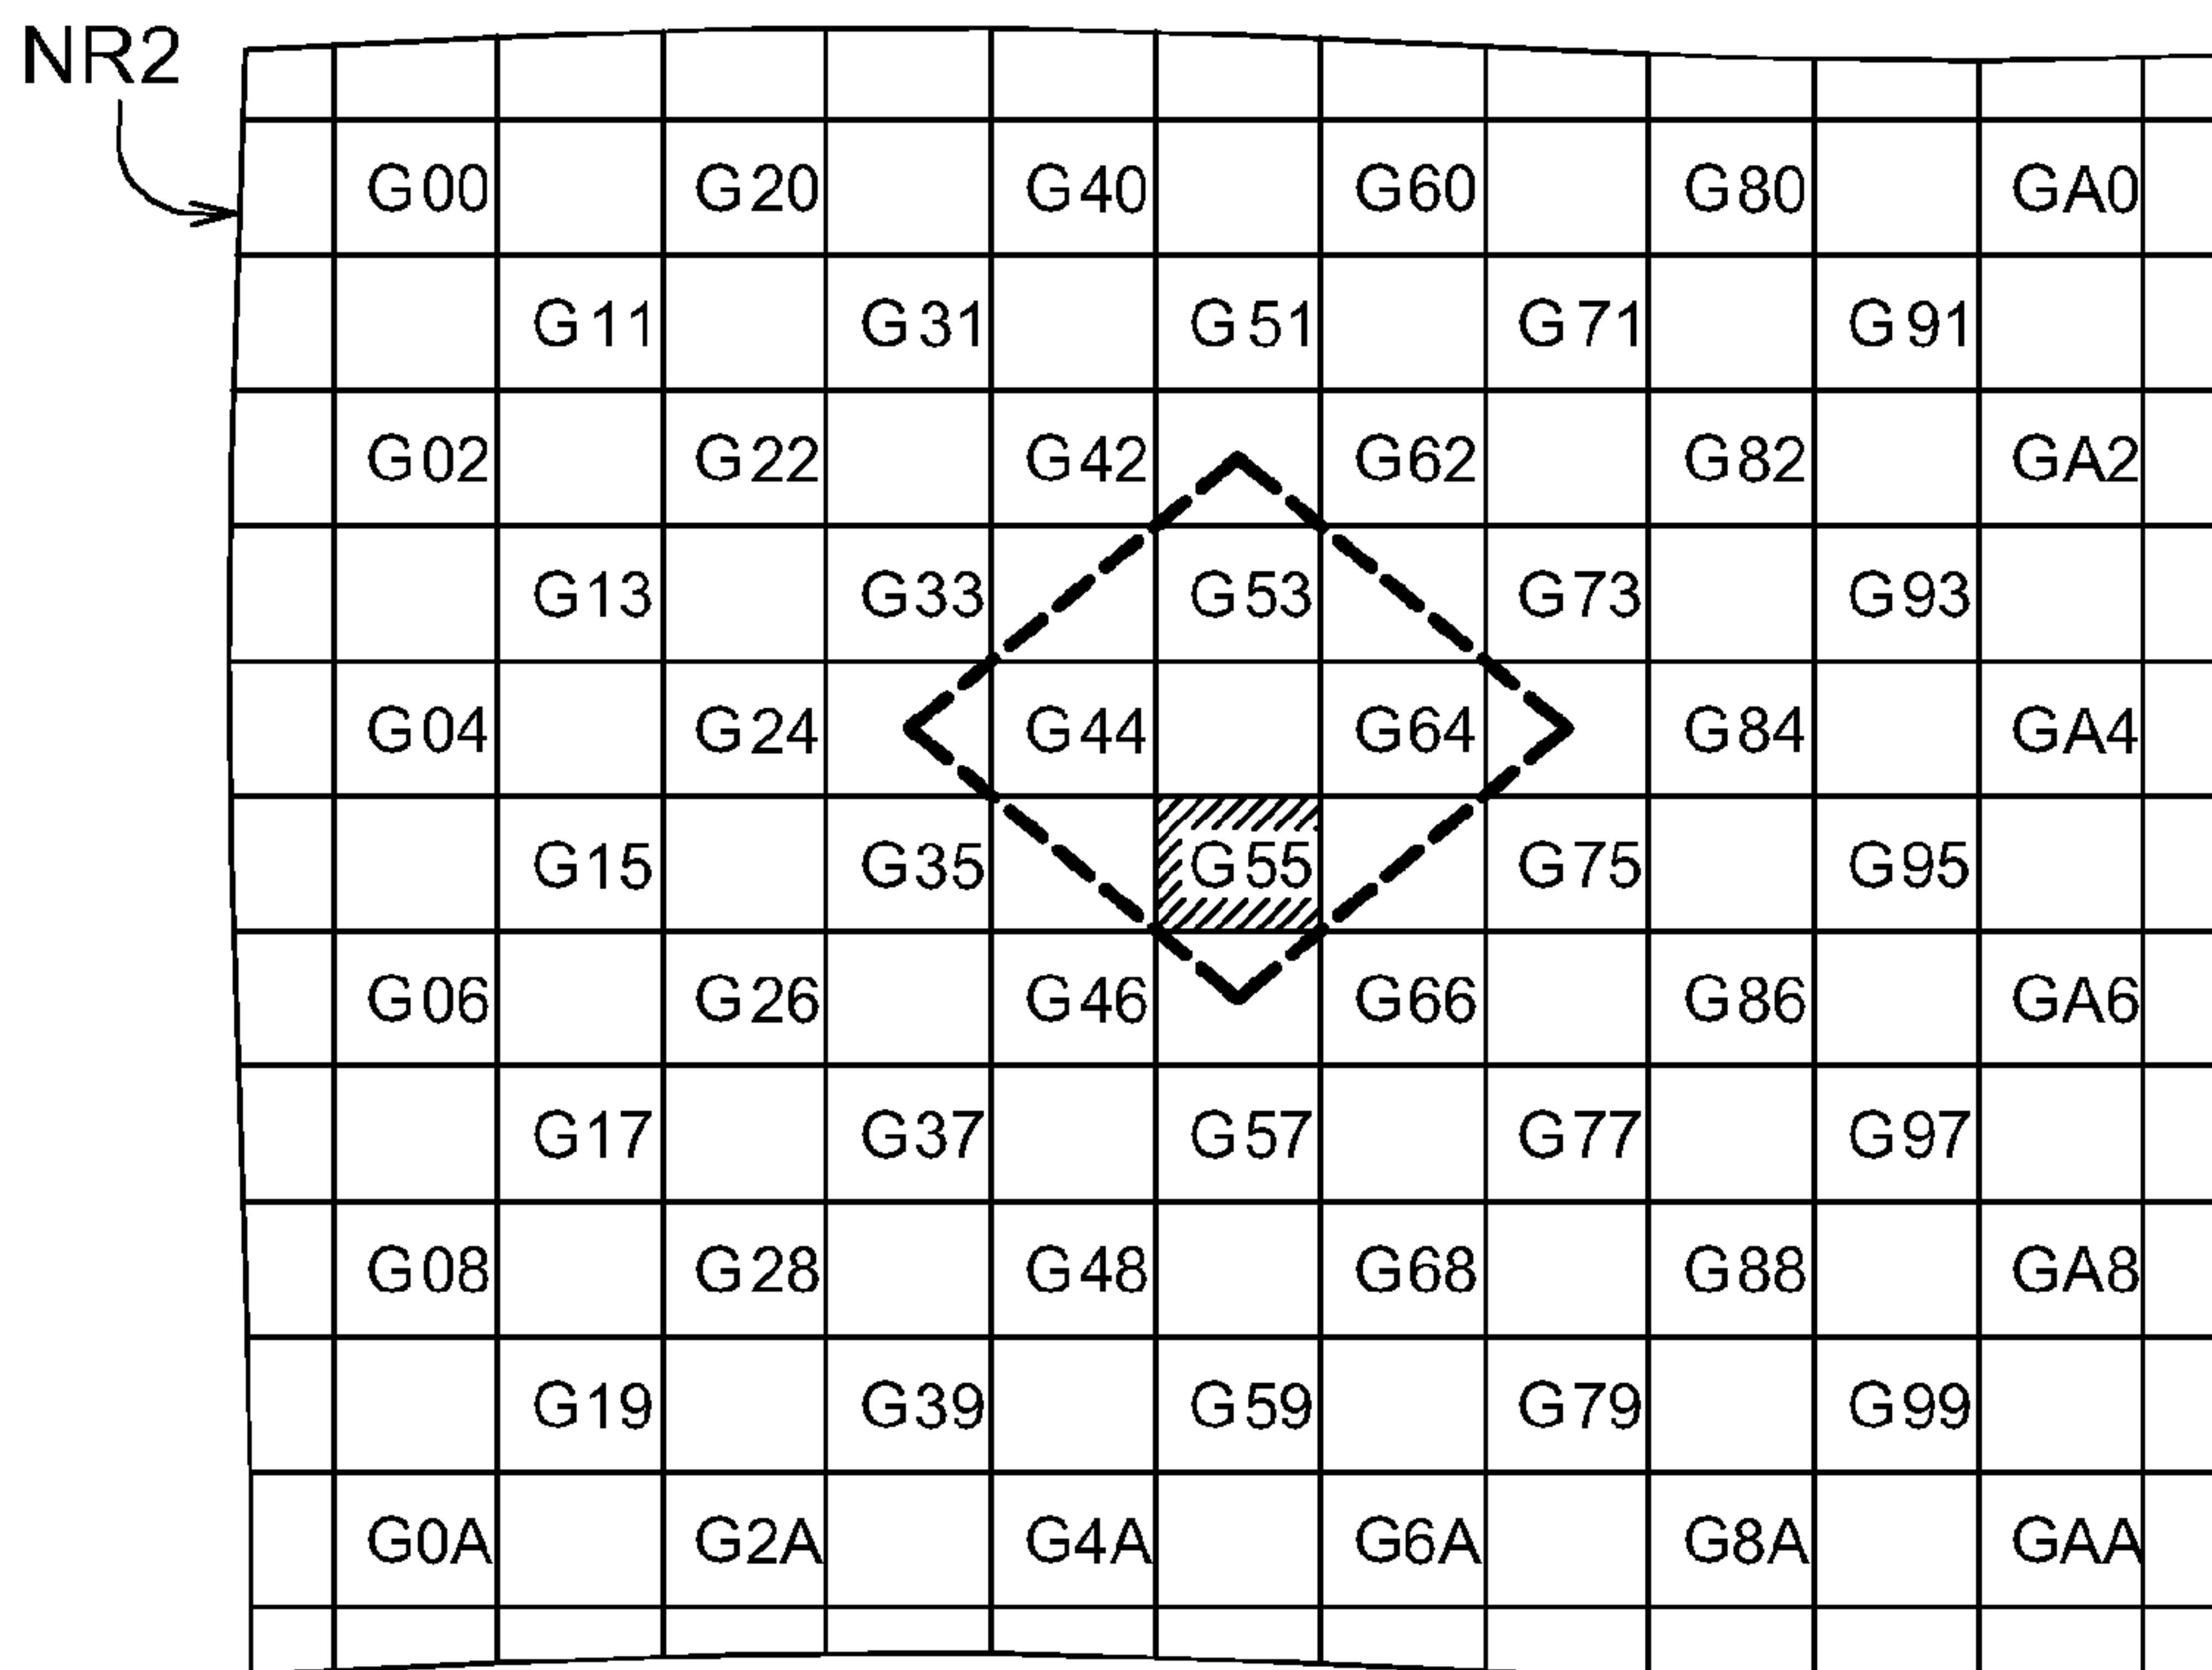 NR2
G00 G20 G40 G60 G80 GA0
G11 G31 G51 G71 G91
G02 G22 G42 G62 G82 GA2
G13 G33 G53 G73 G93
G04 G24 G44 G64 G84 GA4
G15 G35 G55 G75 G95
G06 G26 G46 G66 G86 GA6
G17 G37 G57 G77 G97
G08 G28 G48 G68 G88 GA8
G19 G39 G59 G79 G99
G0A G2A G4A G6A G8A GAA